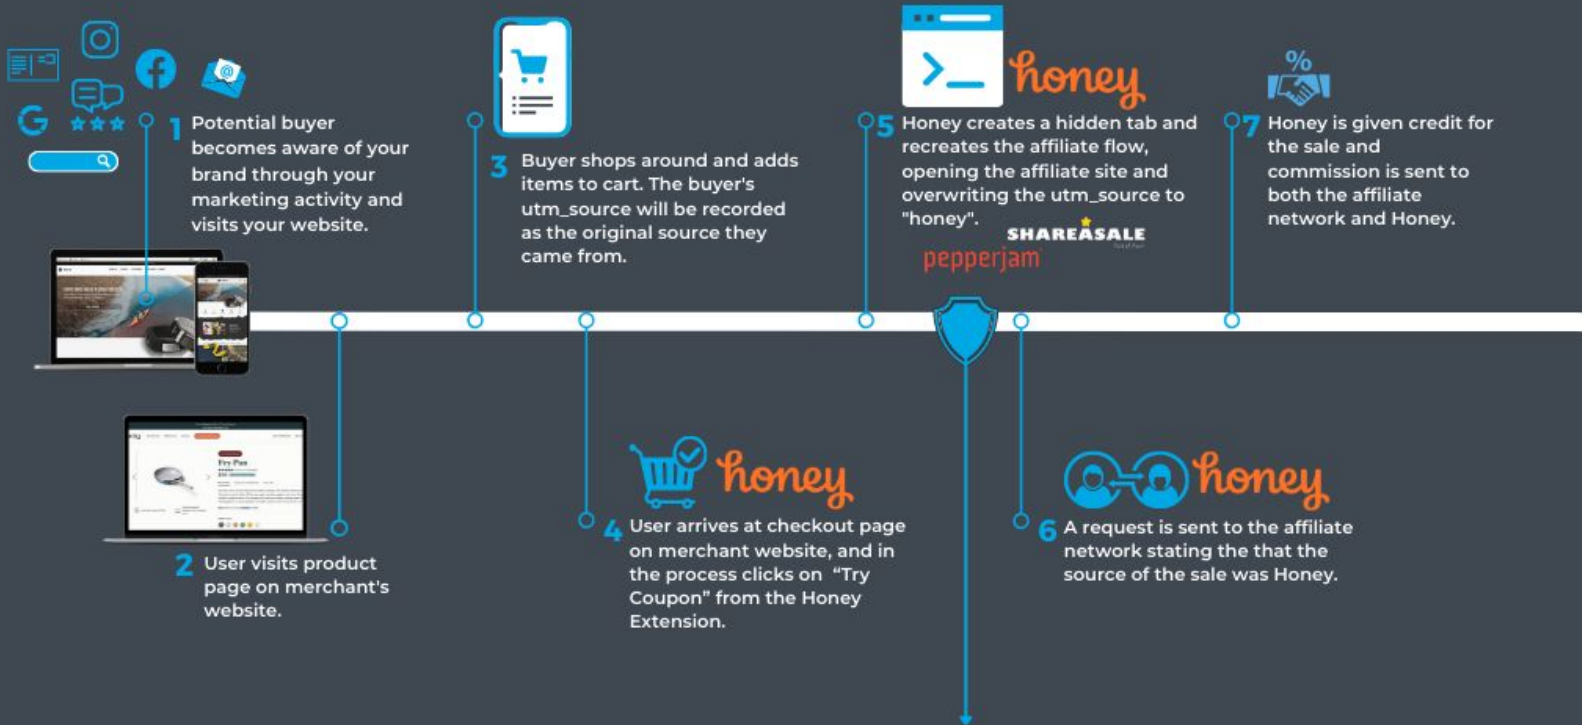 1 Potential buyer
becomes aware of your
brand through your
marketing activity and
visits your website.
Fry Pan
2 User visits product
page on merchant's
website.
3 Buyer shops around and adds
items to cart. The buyer's
utm_source will be recorded
as the original source they
came from.
honey
4 User arrives at checkout page
on merchant website, and in
the process clicks on “Try
Coupon” from the Honey
Extension.
honey
5 Honey creates a hidden tab and
recreates the affiliate flow,
opening the affiliate site and
overwriting the utm_source to
"honey".
SHAREASALE
pepperjam
honey
6 A request is sent to the affiliate
network stating the that the
source of the sale was Honey.
%
7 Honey is given credit for
the sale and
commission is sent to
both the affiliate
network and Honey.